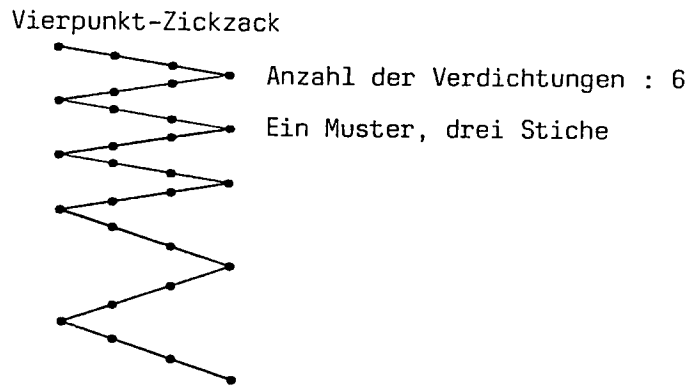 Vierpunkt-Zickzack
Anzahl der Verdichtungen : 6
Ein Muster, drei Stiche